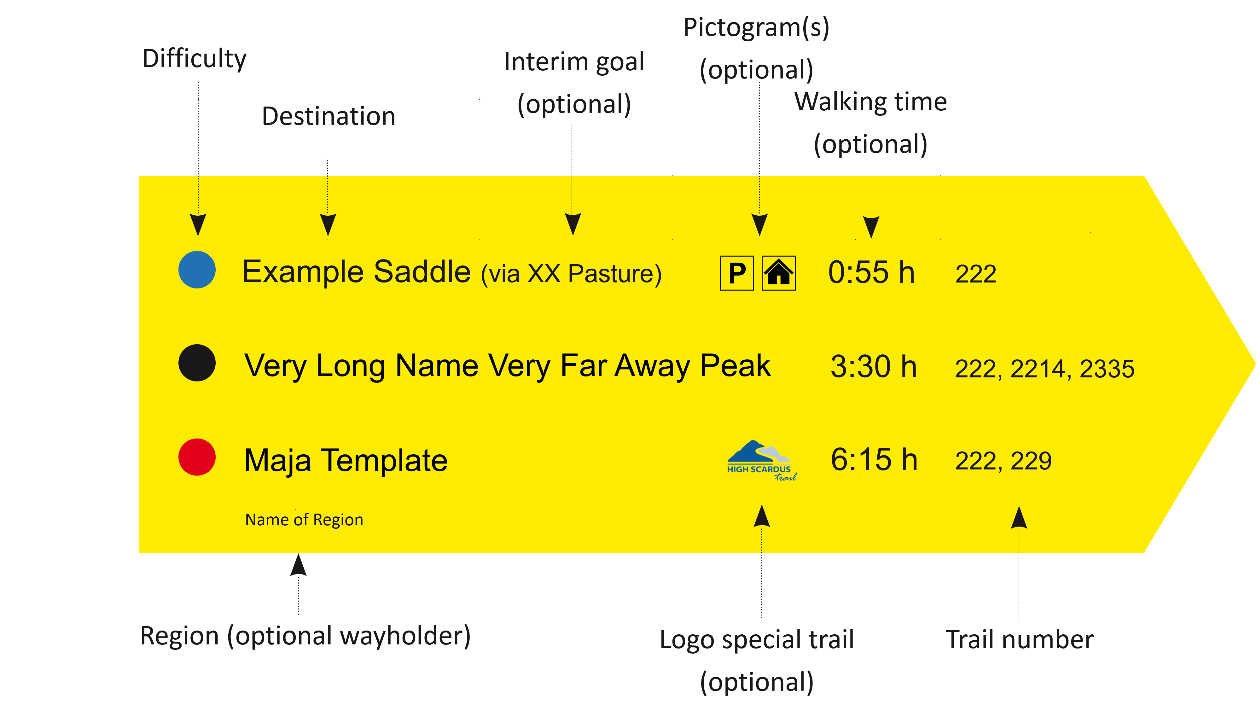 Pictogram(s)
(optional)
Difficulty
Interim goal
(optional)
Destination
Walking time
(optional)
Example Saddle (via XX Pasture) P 0:55 h 222
Very Long Name Very Far Away Peak 3:30 h 222, 2214, 2335
Maja Template HIGH SCARDUS Trail 6:15 h 222, 229
Name of Region
Region (optional wayholder)
Logo special trail
(optional)
Trail number